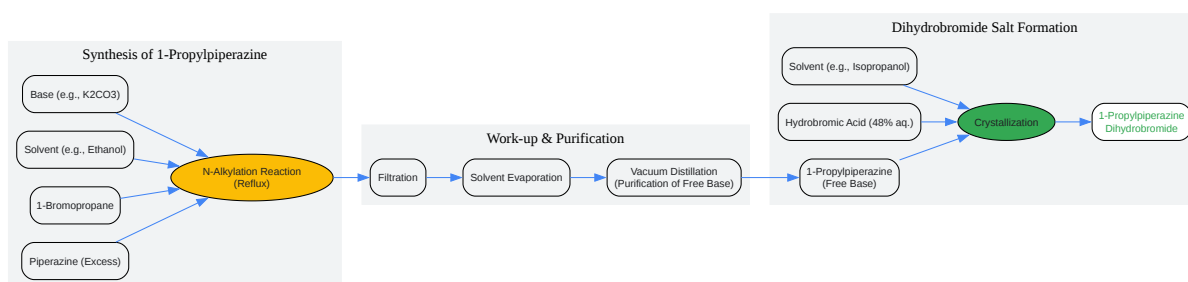 Synthesis of 1-Propylpiperazine
Base (e.g., K2CO3)
Solvent (e.g., Ethanol)
1-Bromopropane
Piperazine (Excess)
N-Alkylation Reaction
(Reflux)
Work-up & Purification
Filtration
Solvent Evaporation
Vacuum Distillation
(Purification of Free Base)
Dihydrobromide Salt Formation
Solvent (e.g., Isopropanol)
Hydrobromic Acid (48% aq.)
1-Propylpiperazine
(Free Base)
Crystallization
1-Propylpiperazine
Dihydrobromide